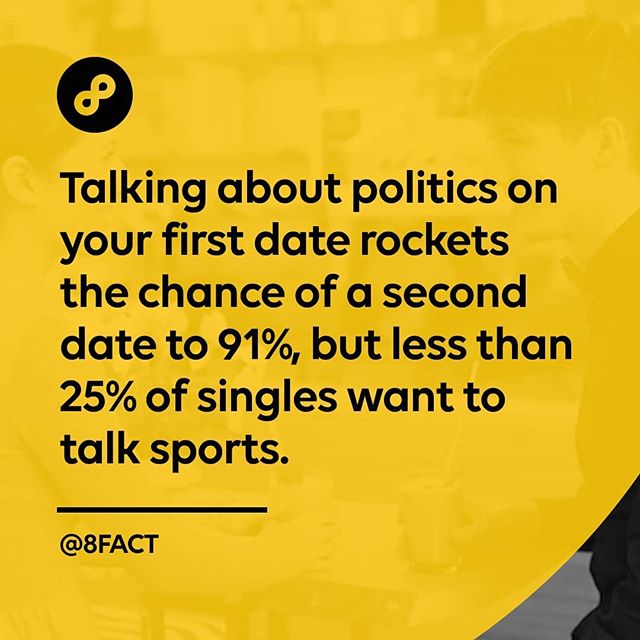 Talking about politics on
your first date rockets
the chance of a second
date to 91%, but less than
25% of singles want to
talk sports.
@8FACT